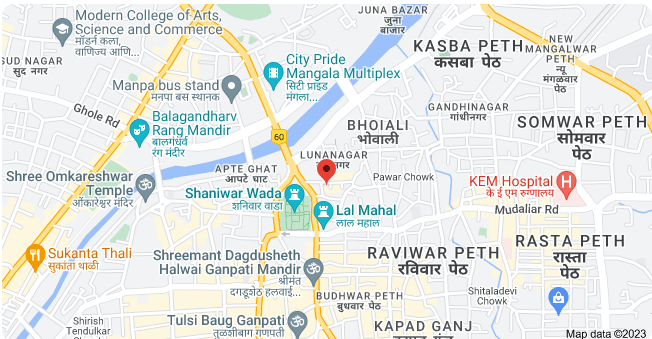 JUNA BAZAR
जुना
बाजार
Modern College of Arts,
Science and Commerce
मॉडर्न कला,
वाणिज्य आणि...
KASBA PETH
कसबा पेठ
NEW
MANGALWAR
PETH
न्यू
मंगळवार
पेठ
SUD NAGAR
सुद नगर
City Pride
Mangala Multiplex
सिटी प्राइड
मंगला...
Manpa bus stand
मनपा बस स्थानक
Ghole Rd
GANDHINAGAR
गांधीनगर
Balagandharv
Rang Mandir
बालगंधर्व
रंग मंदीर
60
BHOIALI
भोवाली
SOMWAR PETH
सोमवार
पेठ
LUNANAGAR
नगर
APTE GHAT
आपटे घाट
Pawar Chowk
Shree Omkareshwar
Temple
ओंकारेश्वर मंदिर
KEM Hospital
के ई एम रुग्णालय
Shaniwar Wada
शनिवार वाडा
Lal Mahal
लाल महाल
Mudaliar Rd
Sukanta Thali
सुकांता थाळी
RAVIWAR PETH
रविवार पेठ
RASTA PETH
रास्ता
पेठ
Shreemant Dagdusheth
Halwai Ganpati Mandir
श्रीमंत
दगडूशेठ हलवाई...
Shitaladevi
Chowk
BUDHWAR PETH
बुधवार पेठ
Shirish
Tendulkar
Tulsi Baug Ganpati
तुळशीबाग गणपती
KAPAD GANJ
Map data ©2023